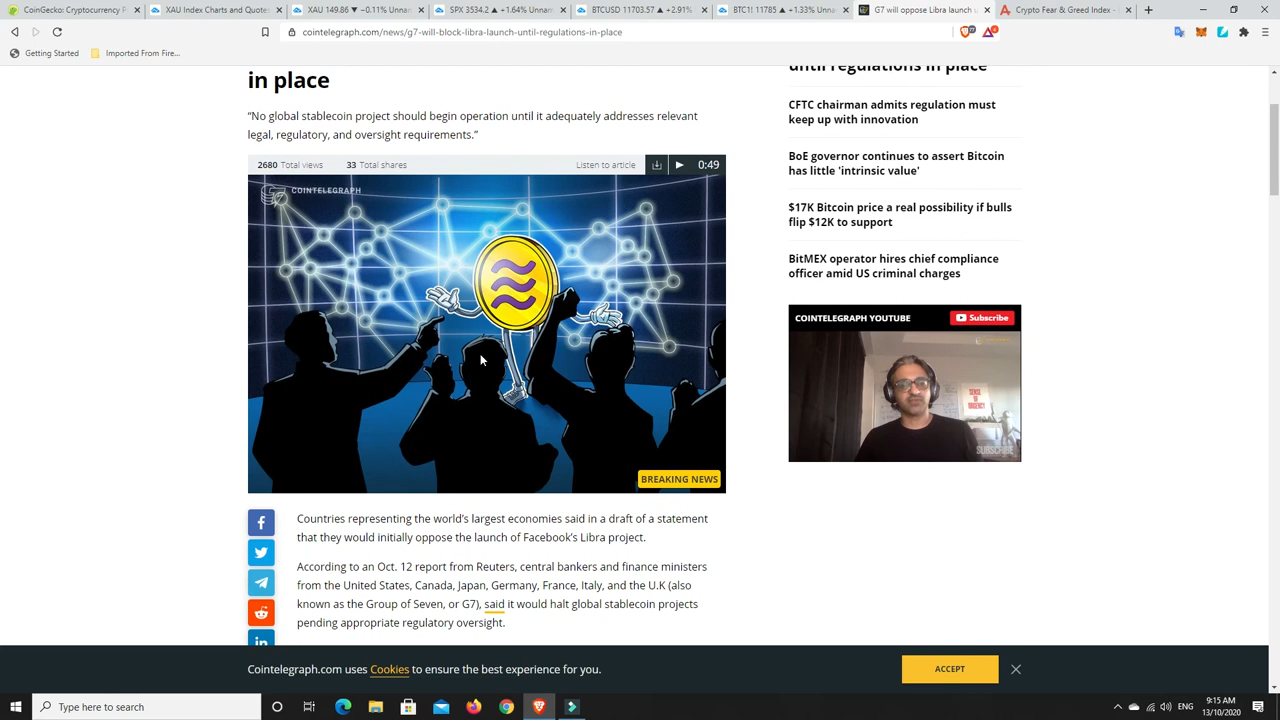 CoinGecko: Cryptocurrency P
XAU Index Charts and Quotes
XAU 149.86 ▼ −0.11% Unnam
SPX 3534.2 ▲ +1.64% Unnam
BTCUSD 11703.57 ▲ +2.91%
BTC1! 11785 ▲ +1.33% Unna
G7 will oppose Libra launch u
Crypto Fear & Greed Index -
cointelegraph.com/news/g7-will-block-libra-launch-until-regulations-in-place
Getting Started
Imported From Fire...
in place
“No global stablecoin project should begin operation until it adequately addresses relevant
legal, regulatory, and oversight requirements.”
2680 Total views
33 Total shares
Listen to article
0:49
COINTELEGRAPH
BREAKING NEWS
Countries representing the world’s largest economies said in a draft of a statement
that they would initially oppose the launch of Facebook’s Libra project.
According to an Oct. 12 report from Reuters, central bankers and finance ministers
from the United States, Canada, Japan, Germany, France, Italy, and the U.K (also
known as the Group of Seven, or G7), said it would halt global stablecoin projects
pending appropriate regulatory oversight.
until regulations in place
CFTC chairman admits regulation must
keep up with innovation
BoE governor continues to assert Bitcoin
has little 'intrinsic value'
$17K Bitcoin price a real possibility if bulls
flip $12K to support
BitMEX operator hires chief compliance
officer amid US criminal charges
COINTELEGRAPH YOUTUBE
Subscribe
SENSE
OF
URGENCY
SUBSCRIBE
Cointelegraph.com uses Cookies to ensure the best experience for you.
ACCEPT
Type here to search
ENG
9:15 AM
13/10/2020